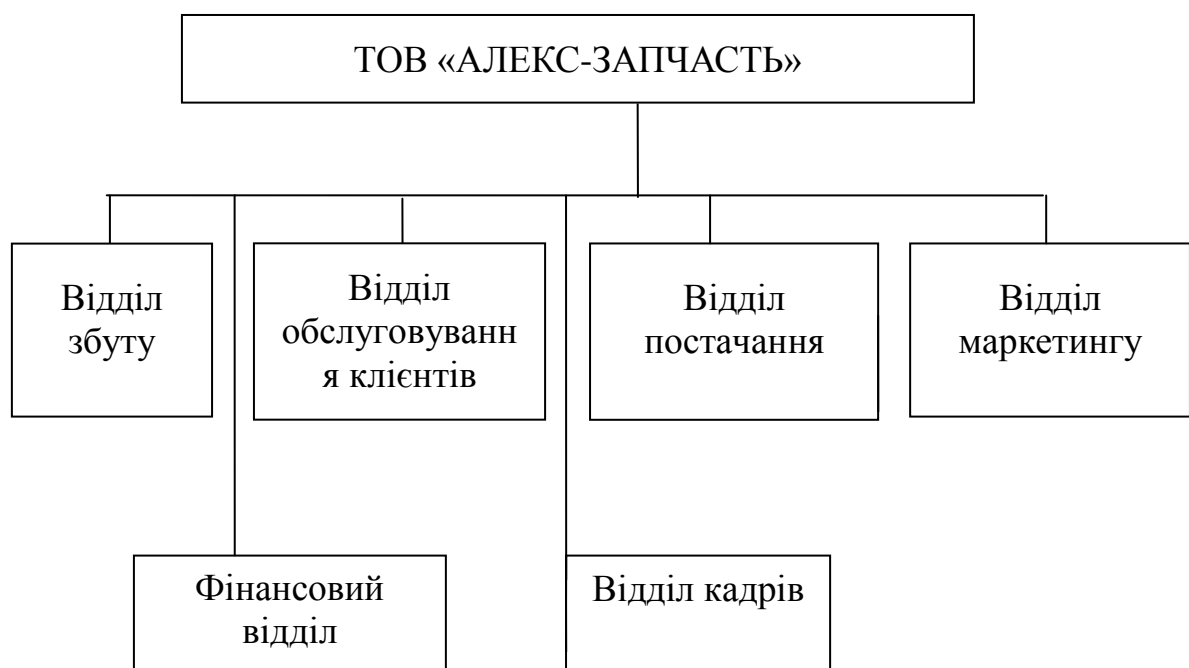 ТОВ «АЛЕКС-ЗАПЧАСТЬ»
Відділ
збуту
Відділ
обслуговуванн
я клієнтів
Відділ
постачання
Відділ
маркетингу
Фінансовий
відділ
Відділ кадрів